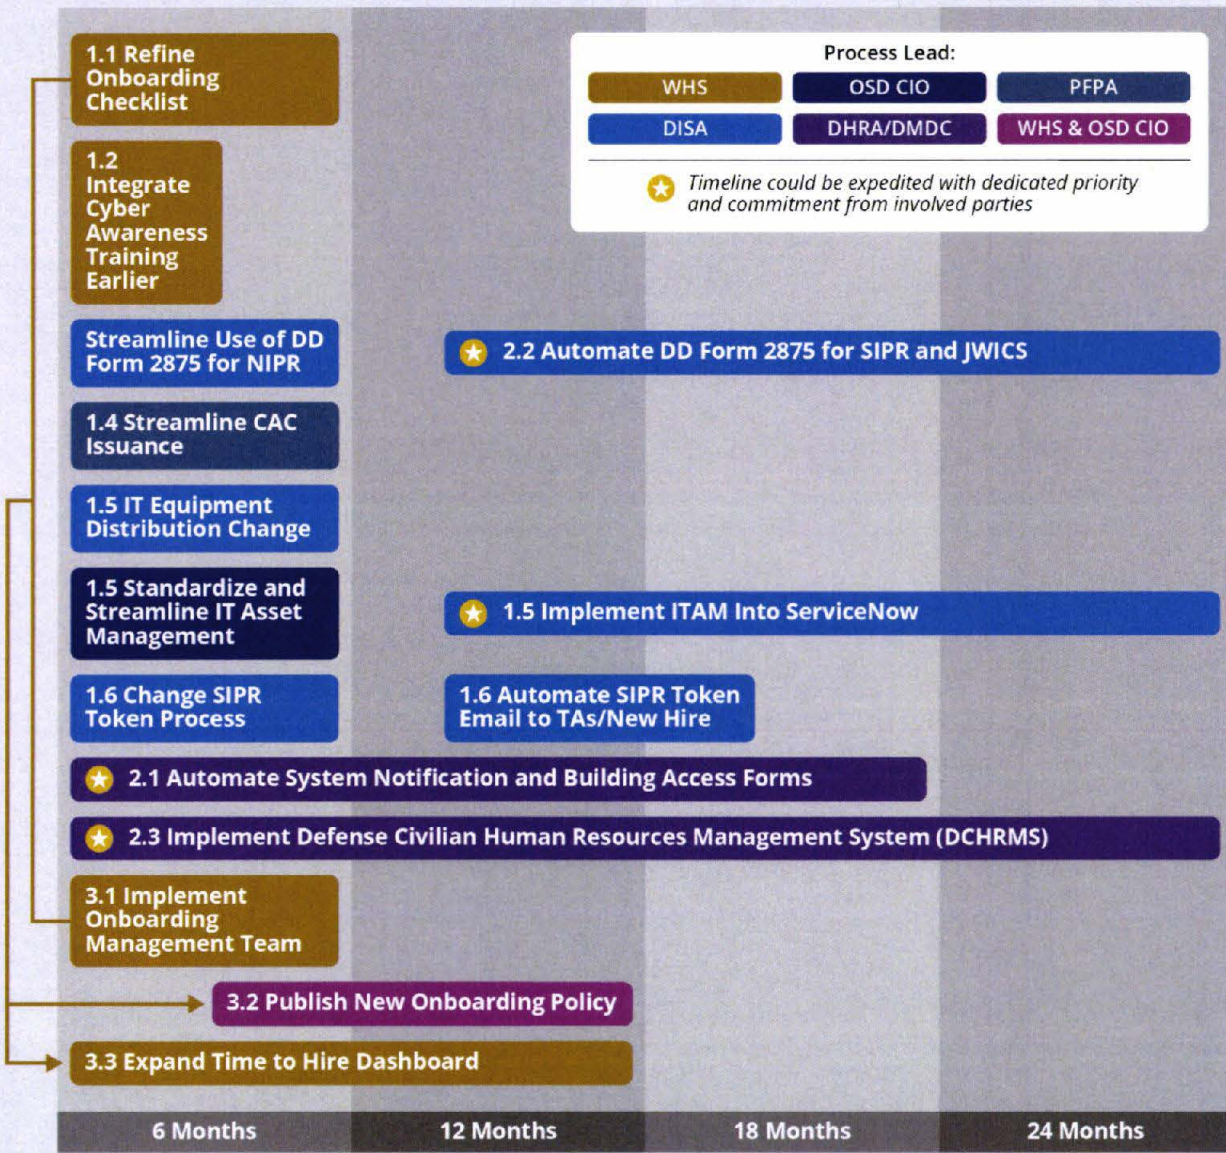 1.1 Refine
Onboarding
Checklist
Process Lead:
WHS
OSD CIO
PFPA
DISA
DHRA/DMDC
WHS & OSD CIO
Timeline could be expedited with dedicated priority
and commitment from involved parties
1.2
Integrate
Cyber
Awareness
Training
Earlier
Streamline Use of DD
Form 2875 for NIPR
2.2 Automate DD Form 2875 for SIPR and JWICS
1.4 Streamline CAC
Issuance
1.5 IT Equipment
Distribution Change
1.5 Standardize and
Streamline IT Asset
Management
1.5 Implement ITAM Into ServiceNow
1.6 Change SIPR
Token Process
1.6 Automate SIPR Token
Email to TAs/New Hire
2.1 Automate System Notification and Building Access Forms
2.3 Implement Defense Civilian Human Resources Management System (DCHRMS)
3.1 Implement
Onboarding
Management Team
3.2 Publish New Onboarding Policy
3.3 Expand Time to Hire Dashboard
6 Months
12 Months
18 Months
24 Months